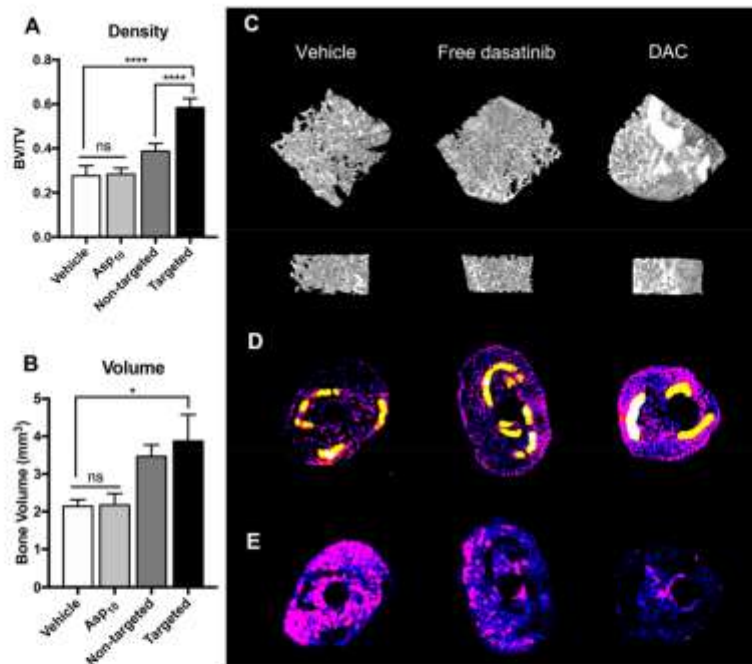 A
Density
****
****
ns
BV/TV
0.8
0.6
0.4
0.2
0.0
Vehicle
Asp₁₀
Non-targeted
Targeted
B
Volume
*
ns
Bone Volume (mm³)
5
4
3
2
1
0
Vehicle
Asp₁₀
Non-targeted
Targeted
C
Vehicle
Free dasatinib
DAC
D
E